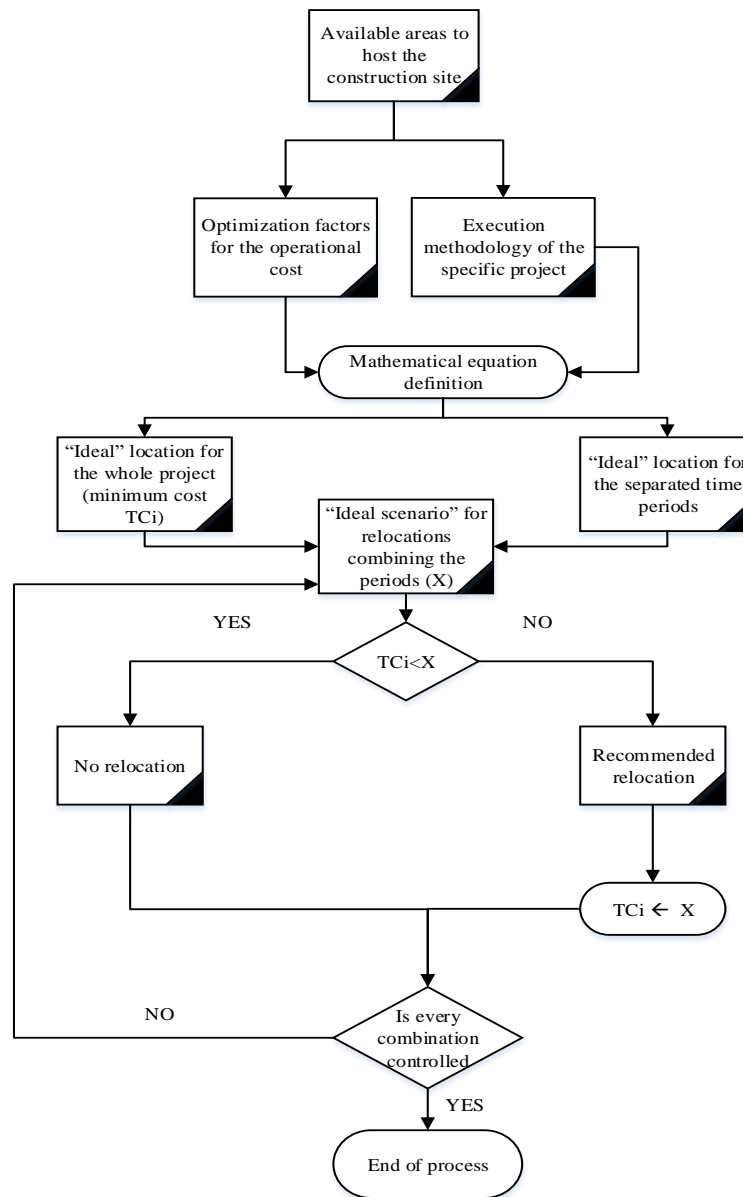 Available areas to
host the
construction site
Optimization factors
for the operational
cost
Execution
methodology of the
specific project
Mathematical equation
definition
“Ideal” location for
the whole project
(minimum cost
TCi)
“Ideal” location for
the separated time
periods
“Ideal scenario” for
relocations
combining the
periods (X)
YES
NO
TCi<X
No relocation
Recommended
relocation
TCi ← X
NO
Is every
combination
controlled
YES
End of process